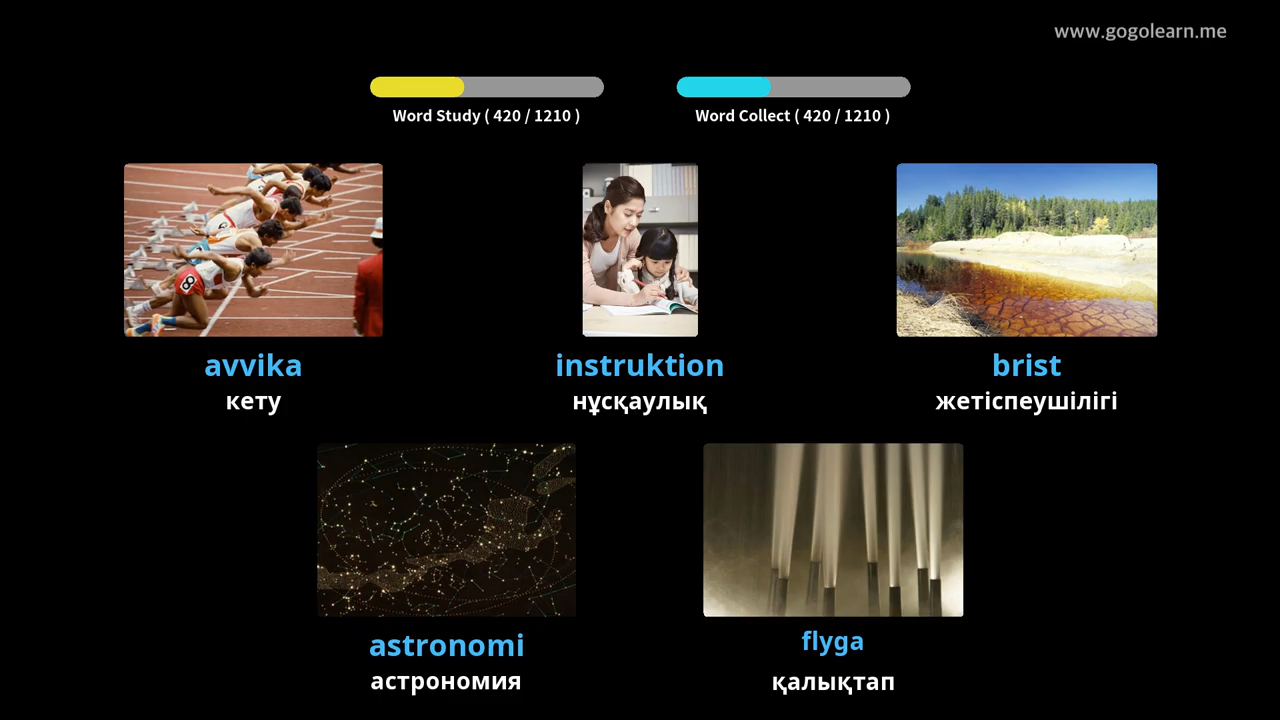 www.gogolearn.me
Word Study ( 420 / 1210 )
Word Collect ( 420 / 1210 )
avvika
кету
instruktion
нұсқаулық
brist
жетіспеушілігі
astronomi
астрономия
flyga
қалықтап